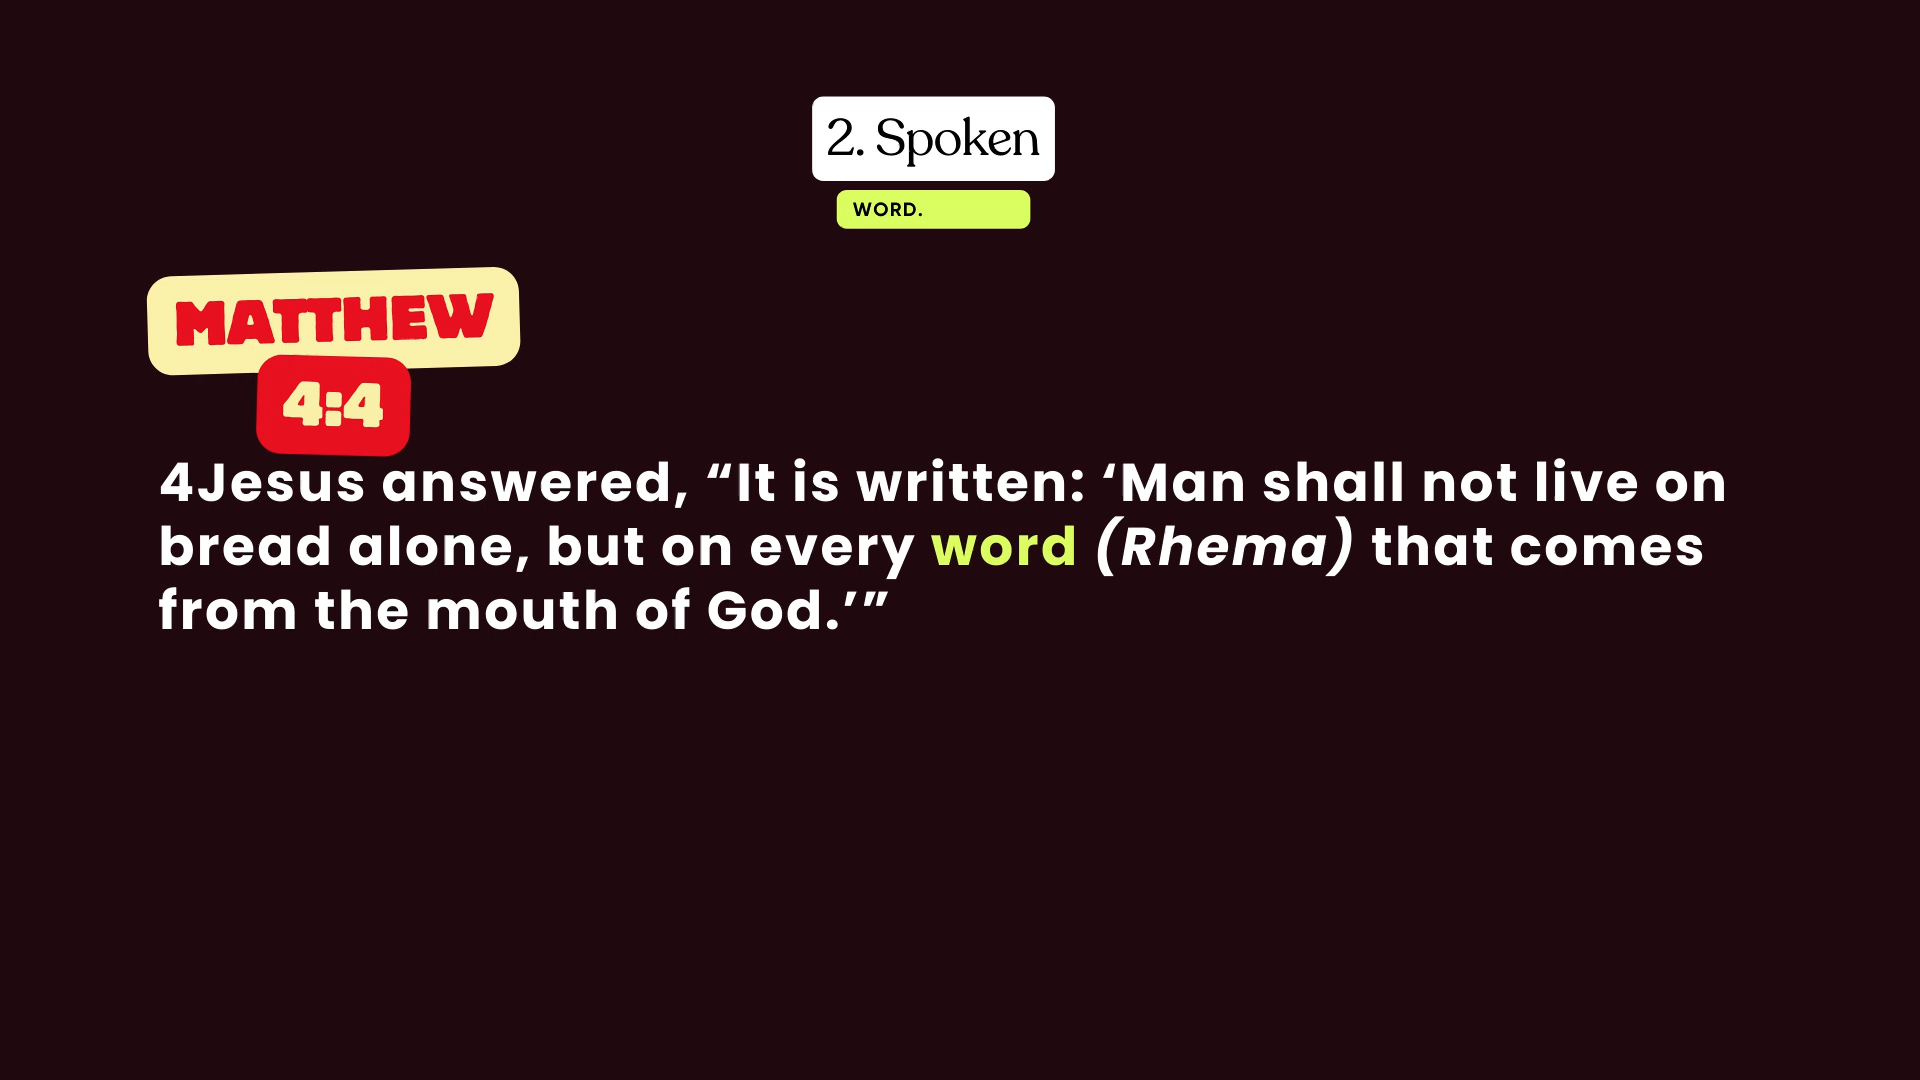 2. Spoken
WORD.
MATTHEW
4:4
4Jesus answered, “It is written: ‘Man shall not live on
bread alone, but on every word (Rhema) that comes
from the mouth of God.’”